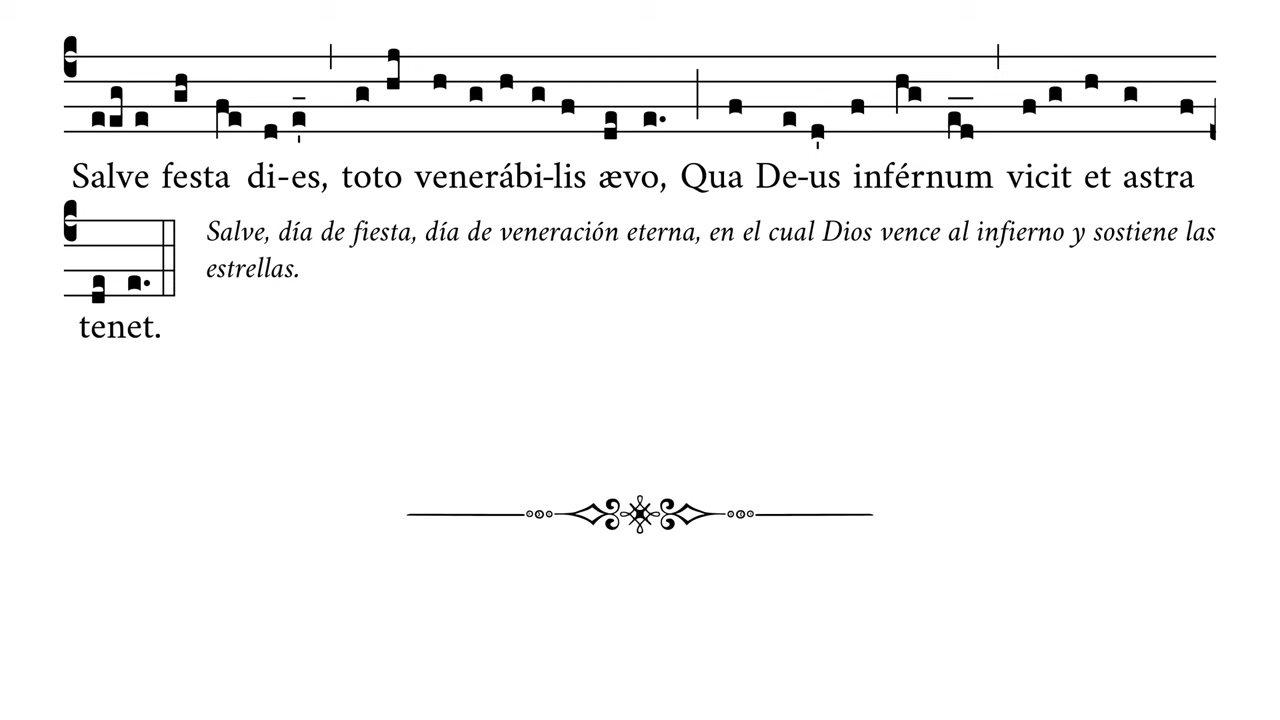 Salve festa di-es, toto venerábi-lis ævo, Qua De-us inférnum vicit et astra
Salve, día de fiesta, día de veneración eterna, en el cual Dios vence al infierno y sostiene las
estrellas.
tenet.